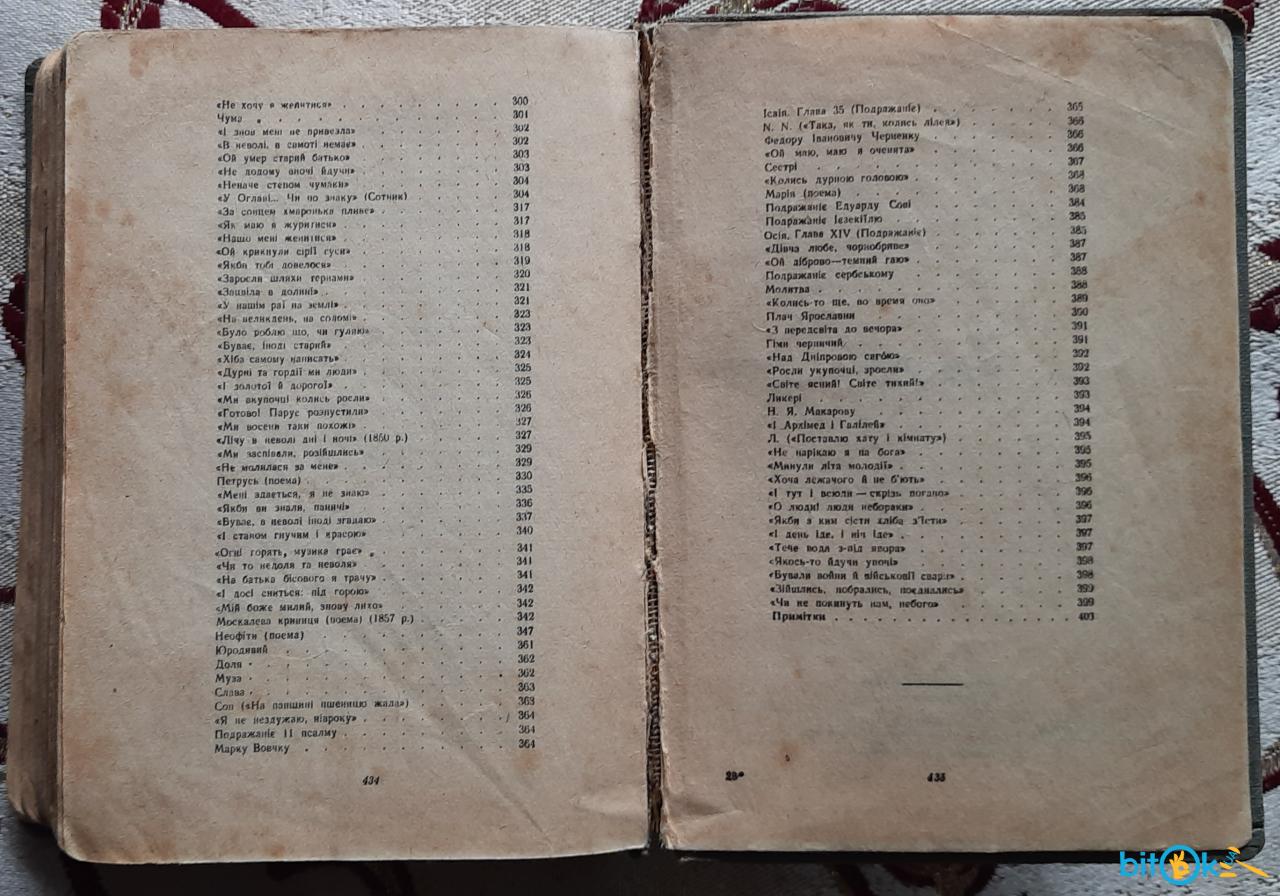 «Не хочу я женитися» . . . . . . . . . 300
Чума . . . . . . . . . 301
«І знов мені не привезла» . . . . . . . . . 302
«В неволі, в самоті немає» . . . . . . . . . 302
«Ой умер старий батько» . . . . . . . . . 303
«Не додому вночі йдучи» . . . . . . . . . 303
«Неначе степом чумаки» . . . . . . . . . 304
«У Оглаві... Чи по знаку» (Сотник) . . . . . . 304
«За сонцем хмаронька пливе» . . . . . . . . 317
«Як маю я журитися» . . . . . . . . . 317
«Нащо мені женитися» . . . . . . . . . 318
«Ой крикнули сірії гуси» . . . . . . . . . 318
«Якби тобі довелося» . . . . . . . . . 319
«Заросли шляхи тернами» . . . . . . . . . 320
«Зацвіла в долині» . . . . . . . . . 321
«У нашім раї на землі» . . . . . . . . . 321
«На великдень, на соломі» . . . . . . . . . 323
«Було роблю що, чи гуляю» . . . . . . . . . 323
«Буває, іноді старий» . . . . . . . . . 323
«Хіба самому написать» . . . . . . . . . 324
«Дурні та гордії ми люди» . . . . . . . . . 325
«І золотої й дорогої» . . . . . . . . . 325
«Ми вкупочці колись росли» . . . . . . . . . 326
«Готово! Парус розпустили» . . . . . . . . . 326
«Ми восени таки похожі» . . . . . . . . . 327
«Лічу в неволі дні і ночі» (1850 р.) . . . . . . 327
«Ми заспівали, розійшлись» . . . . . . . . . 329
«Не молилася за мене» . . . . . . . . . 329
Петрусь (поема) . . . . . . . . . 330
«Мені здається, я не знаю» . . . . . . . . . 335
«Якби ви знали, паничі» . . . . . . . . . 336
«Буває, в неволі іноді згадаю» . . . . . . . . 337
«І станом гнучим і красою» . . . . . . . . . 340
«Огні горять, музика грає» . . . . . . . . . 341
«Чи то недоля та неволя» . . . . . . . . . 341
«На батька бісового я трачу» . . . . . . . . 341
«І досі сниться: під горою» . . . . . . . . . 342
«Мій боже милий, знову лихо» . . . . . . . . 342
Москалева криниця (поема) (1857 р.) . . . . . . 342
Неофіти (поема) . . . . . . . . . 347
Юродивий . . . . . . . . . 361
Доля . . . . . . . . . 362
Муза . . . . . . . . . 362
Слава . . . . . . . . . 363
Сон («На панщині пшеницю жала») . . . . . . 363
«Я не нездужаю, нівроку» . . . . . . . . . 364
Подражаніє 11 псалму . . . . . . . . . 364
Марку Вовчку . . . . . . . . . 364
434
Ісаія. Глава 35 (Подражаніє) . . . . . . . . 365
N. N. («Така, як ти, колись лілея») . . . . . . 366
Федору Івановичу Черненку . . . . . . . . 366
«Ой маю, маю я оченята» . . . . . . . . . 366
Сестрі . . . . . . . . . 367
«Колись дурною головою» . . . . . . . . . 368
Марія (поема) . . . . . . . . . 368
Подражаніє Едуарду Сові . . . . . . . . . 384
Подражаніє Ієзекіїлю . . . . . . . . . 385
Осія. Глава XIV (Подражаніє) . . . . . . . . 385
«Дівча любе, чорнобриве» . . . . . . . . . 387
«Ой діброво—темний гаю» . . . . . . . . . 387
Подражаніє сербському . . . . . . . . . 388
Молитва . . . . . . . . . 388
«Колись-то ще, во время оно» . . . . . . . . 389
Плач Ярославни . . . . . . . . . 390
«З передсвіта до вечора» . . . . . . . . . 391
Гімн черничий . . . . . . . . . 391
«Над Дніпровою сагою» . . . . . . . . . 392
«Росли укупочці, зросли» . . . . . . . . . 392
«Світе ясний! Світе тихий!» . . . . . . . . . 393
Ликері . . . . . . . . . 393
Н. Я. Макарову . . . . . . . . . 394
«І Архімед і Галілей» . . . . . . . . . 394
Л. («Поставлю хату і кімнату») . . . . . . . . 395
«Не нарікаю я на бога» . . . . . . . . . 395
«Минули літа молодії» . . . . . . . . . 395
«Хоча лежачого й не б'ють» . . . . . . . . . 396
«І тут і всюди — скрізь погано» . . . . . . . . 396
«О люди! люди небораки» . . . . . . . . . 396
«Якби з ким сісти хліба з'їсти» . . . . . . . . 397
«І день іде, і ніч іде» . . . . . . . . . 397
«Тече вода з-під явора» . . . . . . . . . 397
«Якось-то йдучи уночі» . . . . . . . . . 398
«Бували войни й військовії свари» . . . . . . 398
«Зійшлись, побрались, поєднались» . . . . . . 399
«Чи не покинуть нам, небого» . . . . . . . . 399
Примітки . . . . . . . . . 403
28* 435
bitOk